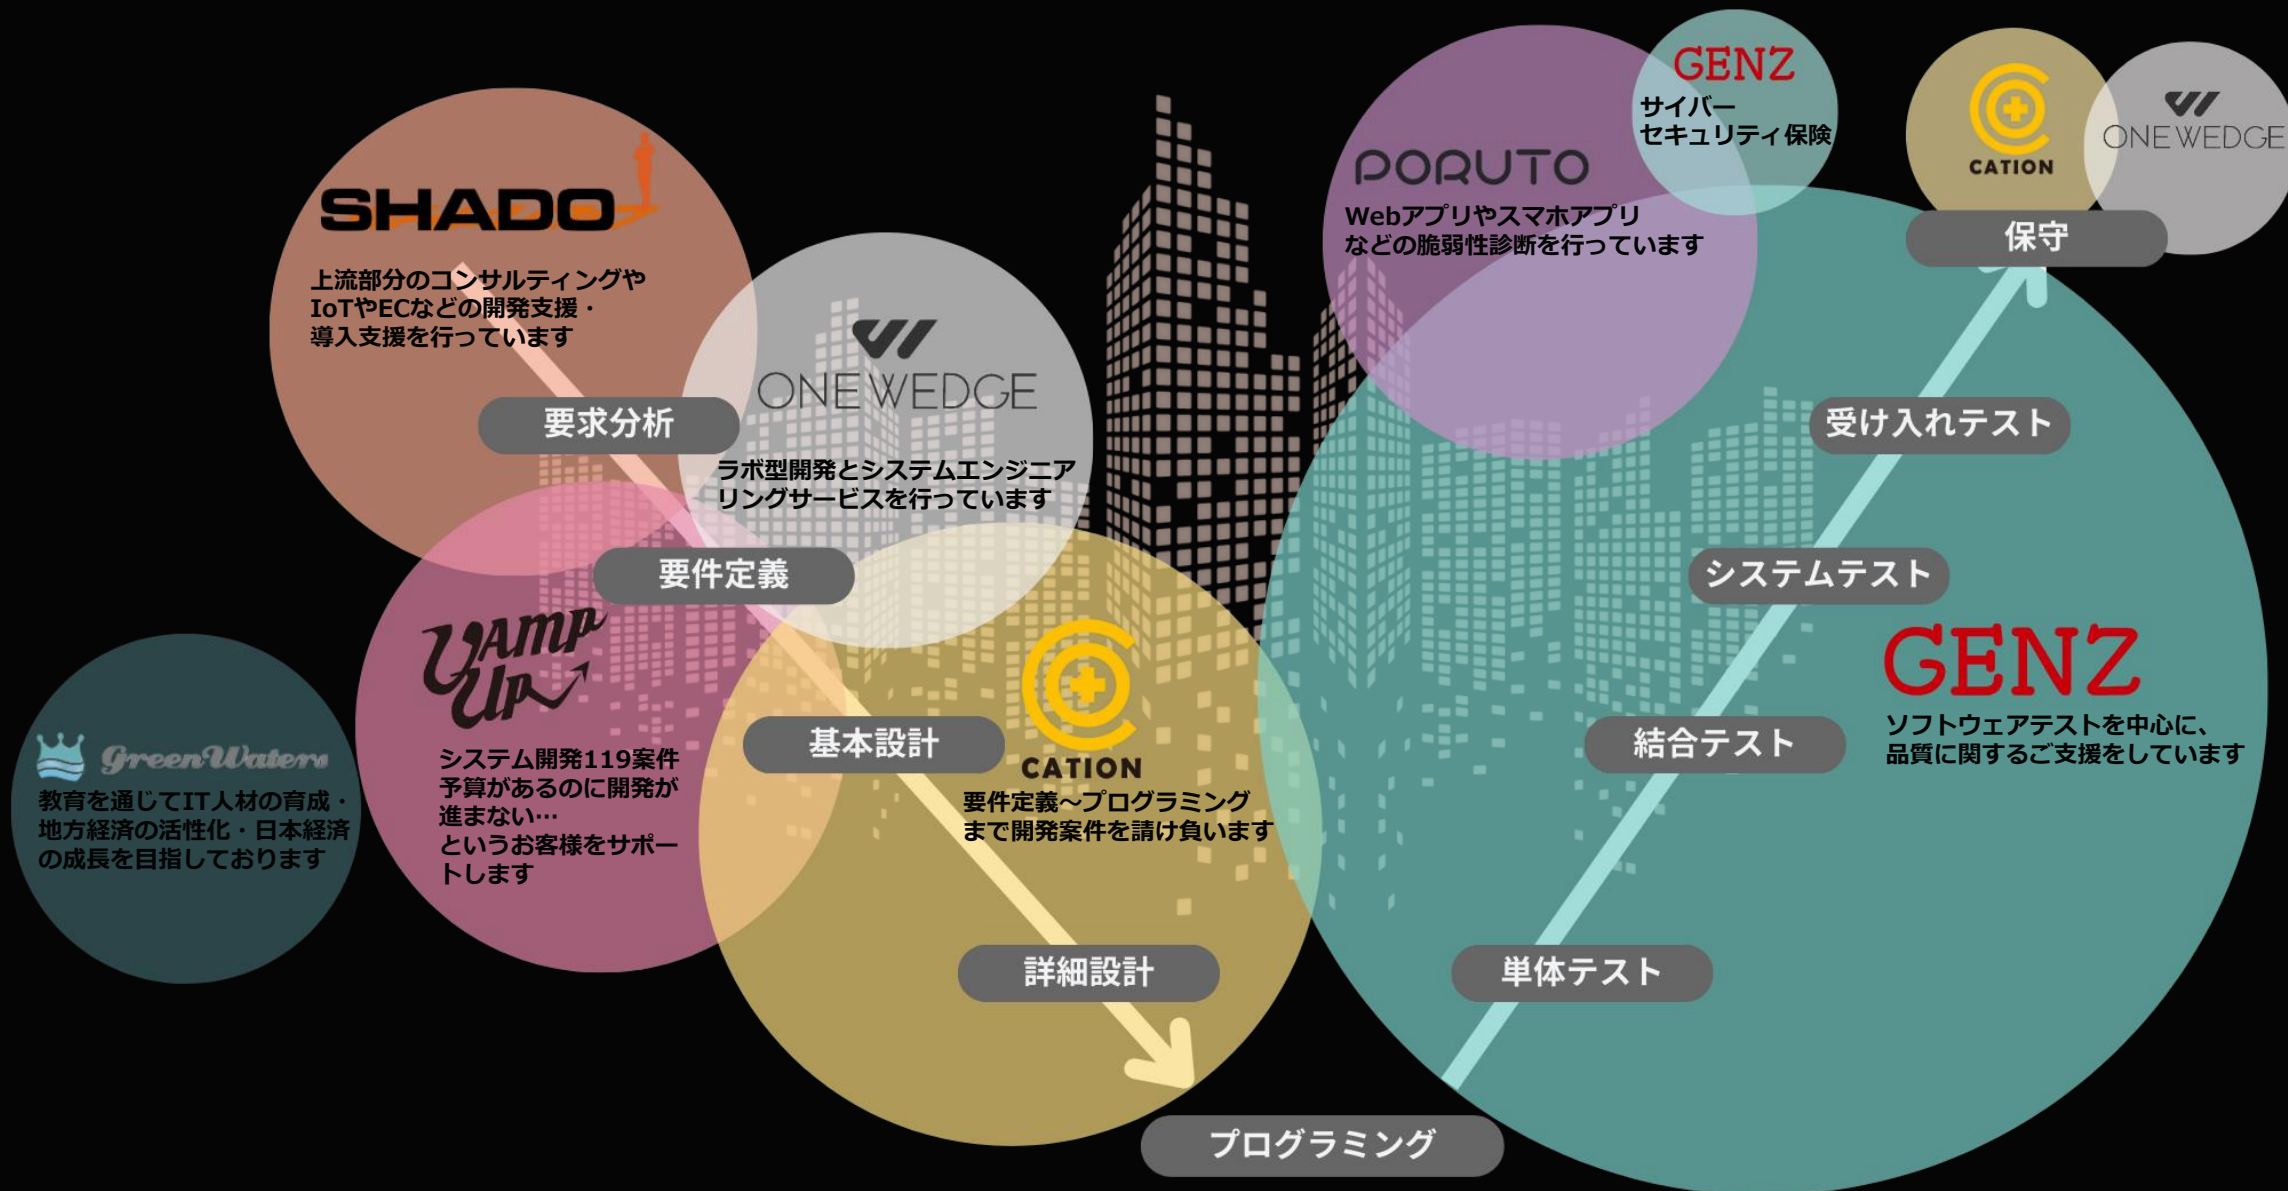 SHADO
上流部分のコンサルティングや
IoTやECなどの開発支援・
導入支援を行っています
要求分析
ONEWEDGE
ラボ型開発とシステムエンジニア
リングサービスを行っています
要件定義
VAMP
UP
システム開発119案件
予算があるのに開発が
進まない…
というお客様をサポー
トします
GreenWaters
教育を通じてIT人材の育成・
地方経済の活性化・日本経済
の成長を目指しております
基本設計
CATION
要件定義～プログラミング
まで開発案件を請け負います
詳細設計
プログラミング
PORUTO
Webアプリやスマホアプリ
などの脆弱性診断を行っています
GENZ
サイバー
セキュリティ保険
CATION
ONEWEDGE
保守
受け入れテスト
システムテスト
GENZ
ソフトウェアテストを中心に、
品質に関するご支援をしています
結合テスト
単体テスト